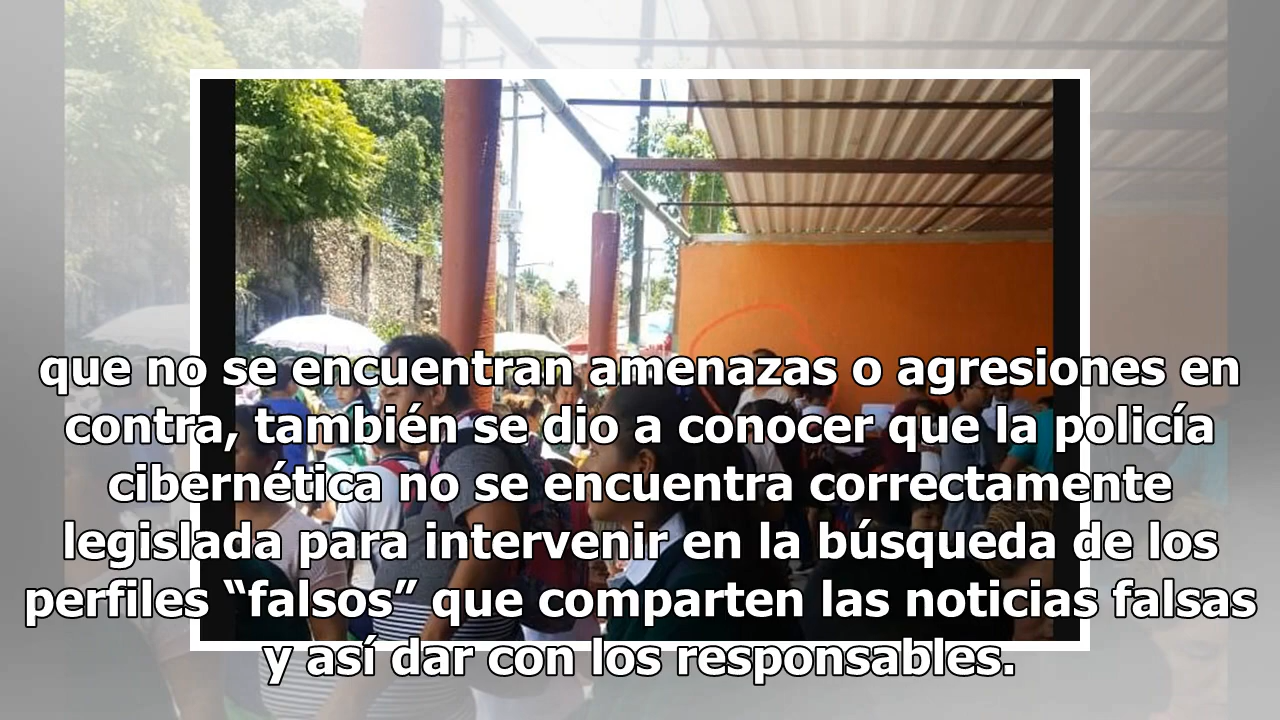 que no se encuentran amenazas o agresiones en
contra, también se dio a conocer que la policía
cibernética no se encuentra correctamente
legislada para intervenir en la búsqueda de los
perfiles “falsos” que comparten las noticias falsas
y así dar con los responsables.